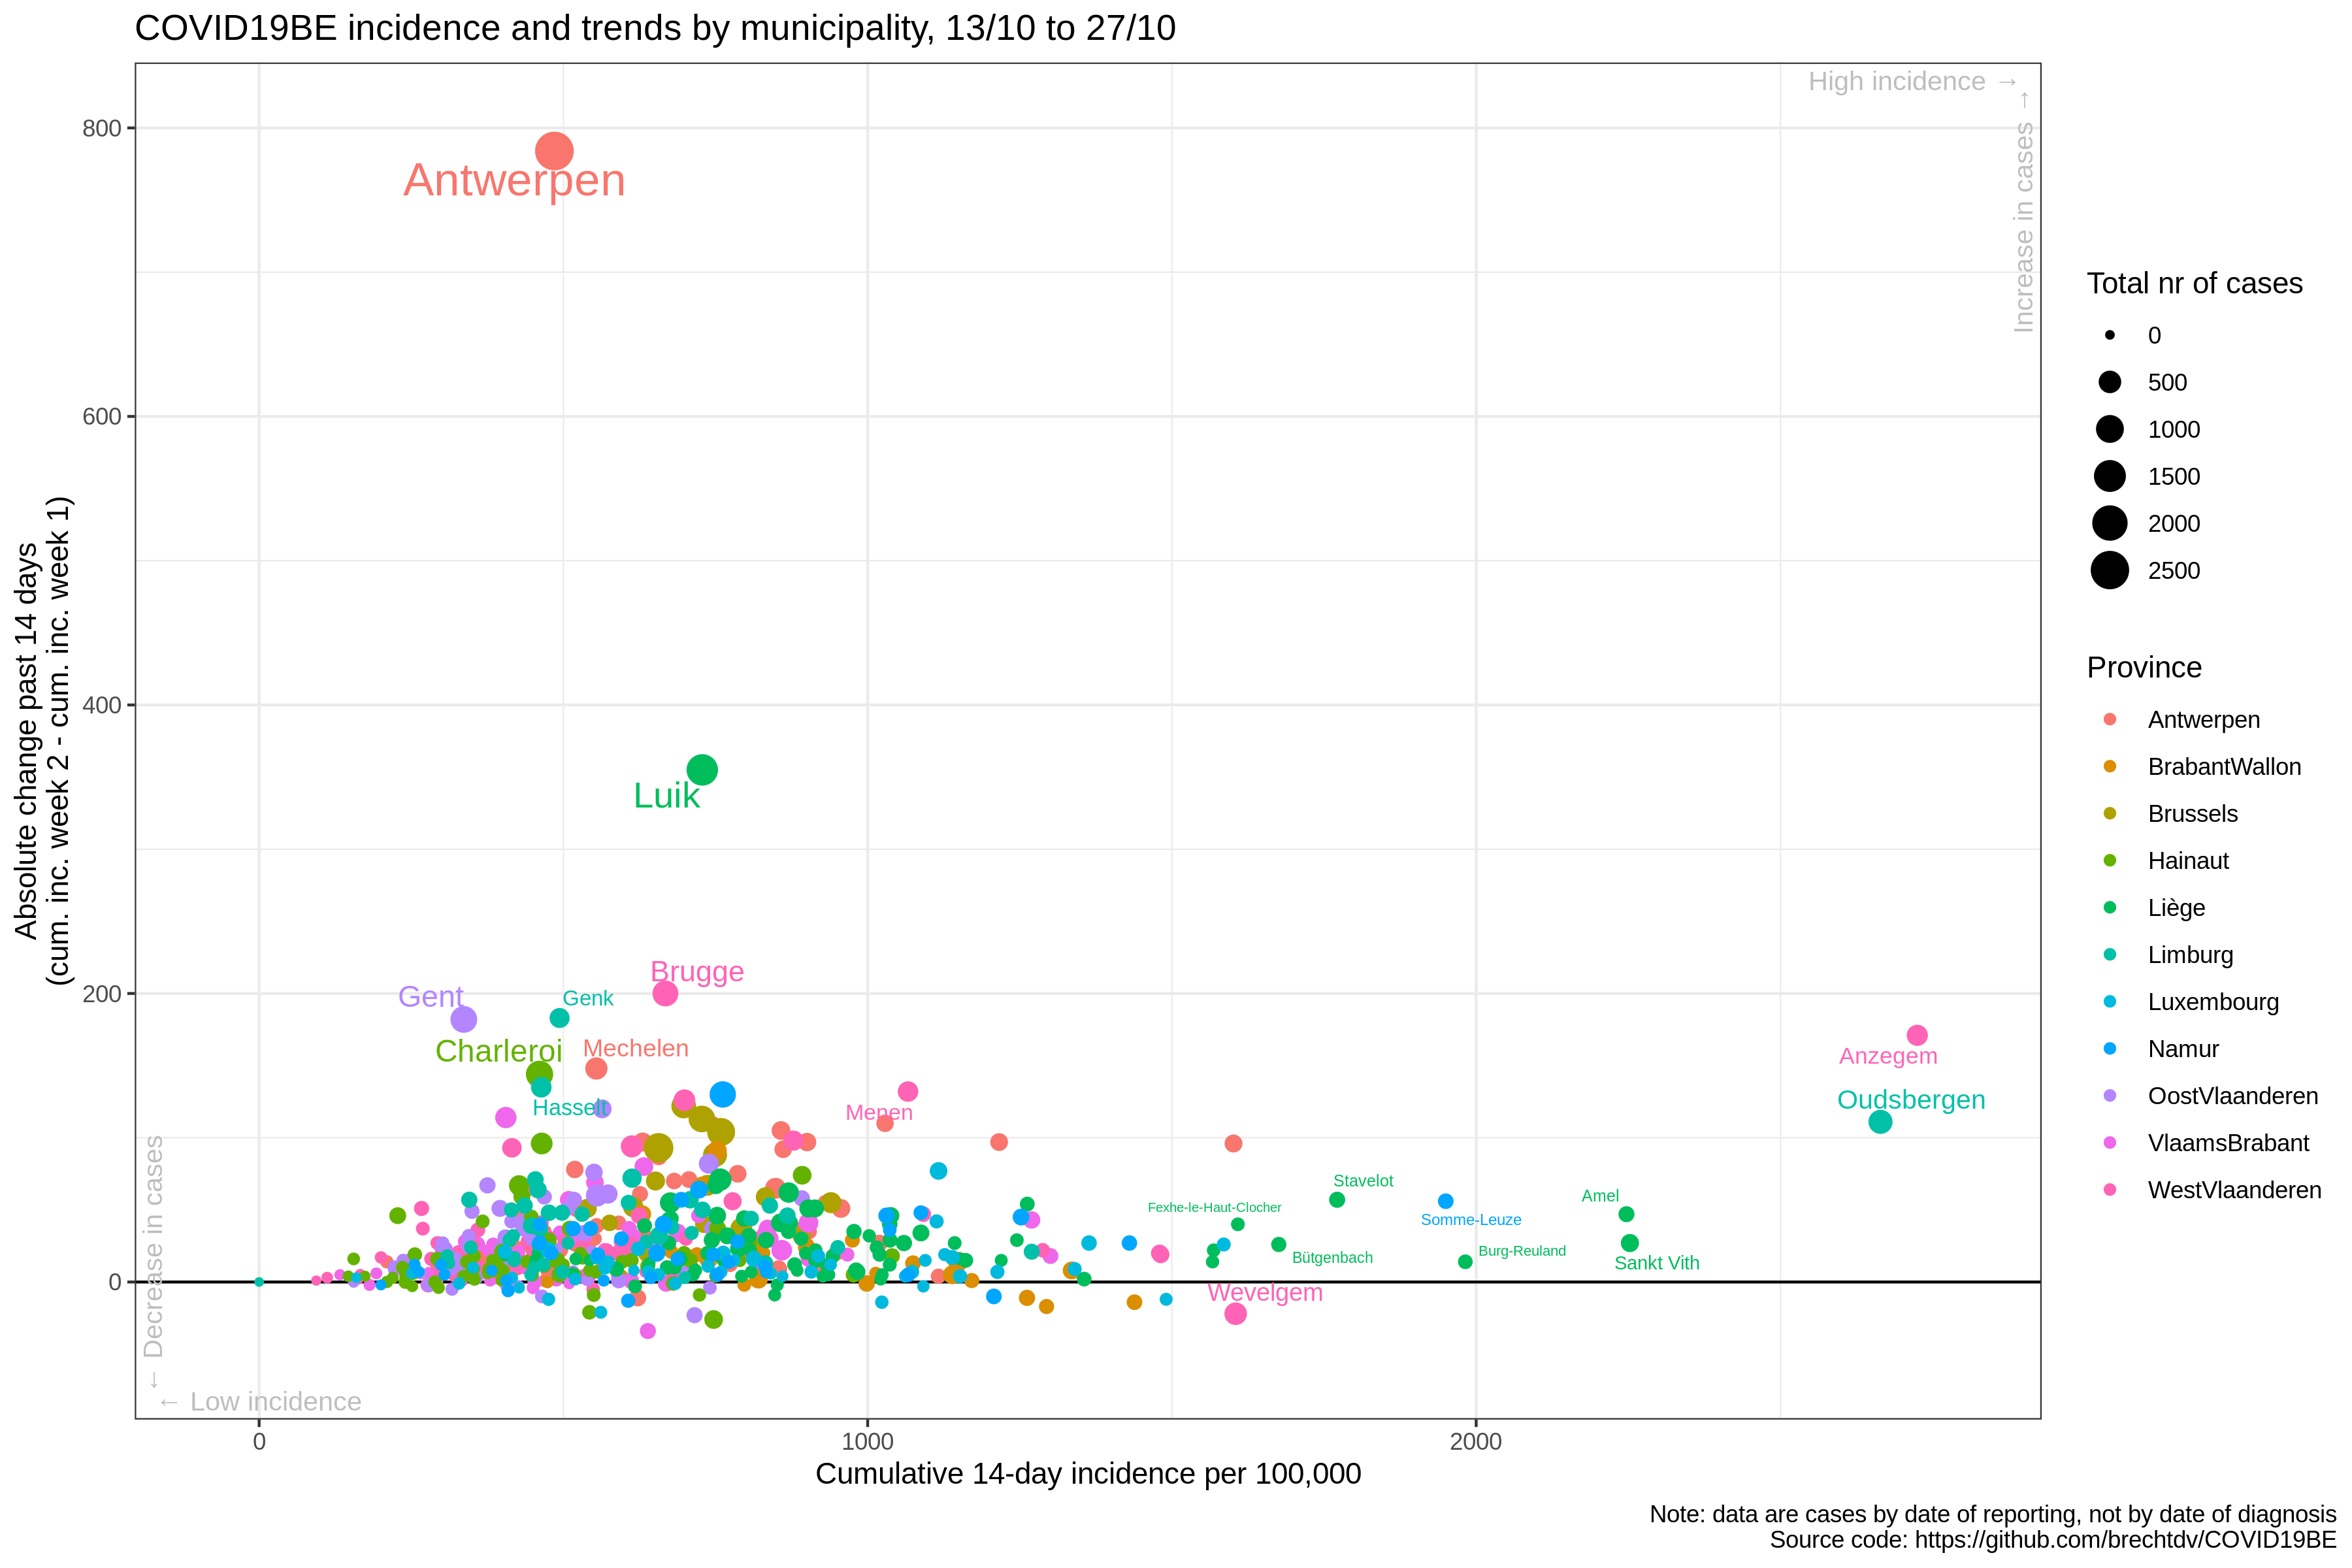 COVID19BE incidence and trends by municipality, 13/10 to 27/10
High incidence →
Increase in cases →
800
600
400
200
0
Absolute change past 14 days
(cum. inc. week 2 - cum. inc. week 1)
Antwerpen
Luik
Brugge
Gent
Genk
Charleroi
Mechelen
Hasselt
Menen
Anzegem
Oudsbergen
Stavelot
Fexhe-le-Haut-Clocher
Amel
Somme-Leuze
Bütgenbach
Burg-Reuland
Sankt Vith
Wevelgem
← Decrease in cases
← Low incidence
0
1000
2000
Cumulative 14-day incidence per 100,000
Total nr of cases
0
500
1000
1500
2000
2500
Province
Antwerpen
BrabantWallon
Brussels
Hainaut
Liège
Limburg
Luxembourg
Namur
OostVlaanderen
VlaamsBrabant
WestVlaanderen
Note: data are cases by date of reporting, not by date of diagnosis
Source code: https://github.com/brechtdv/COVID19BE